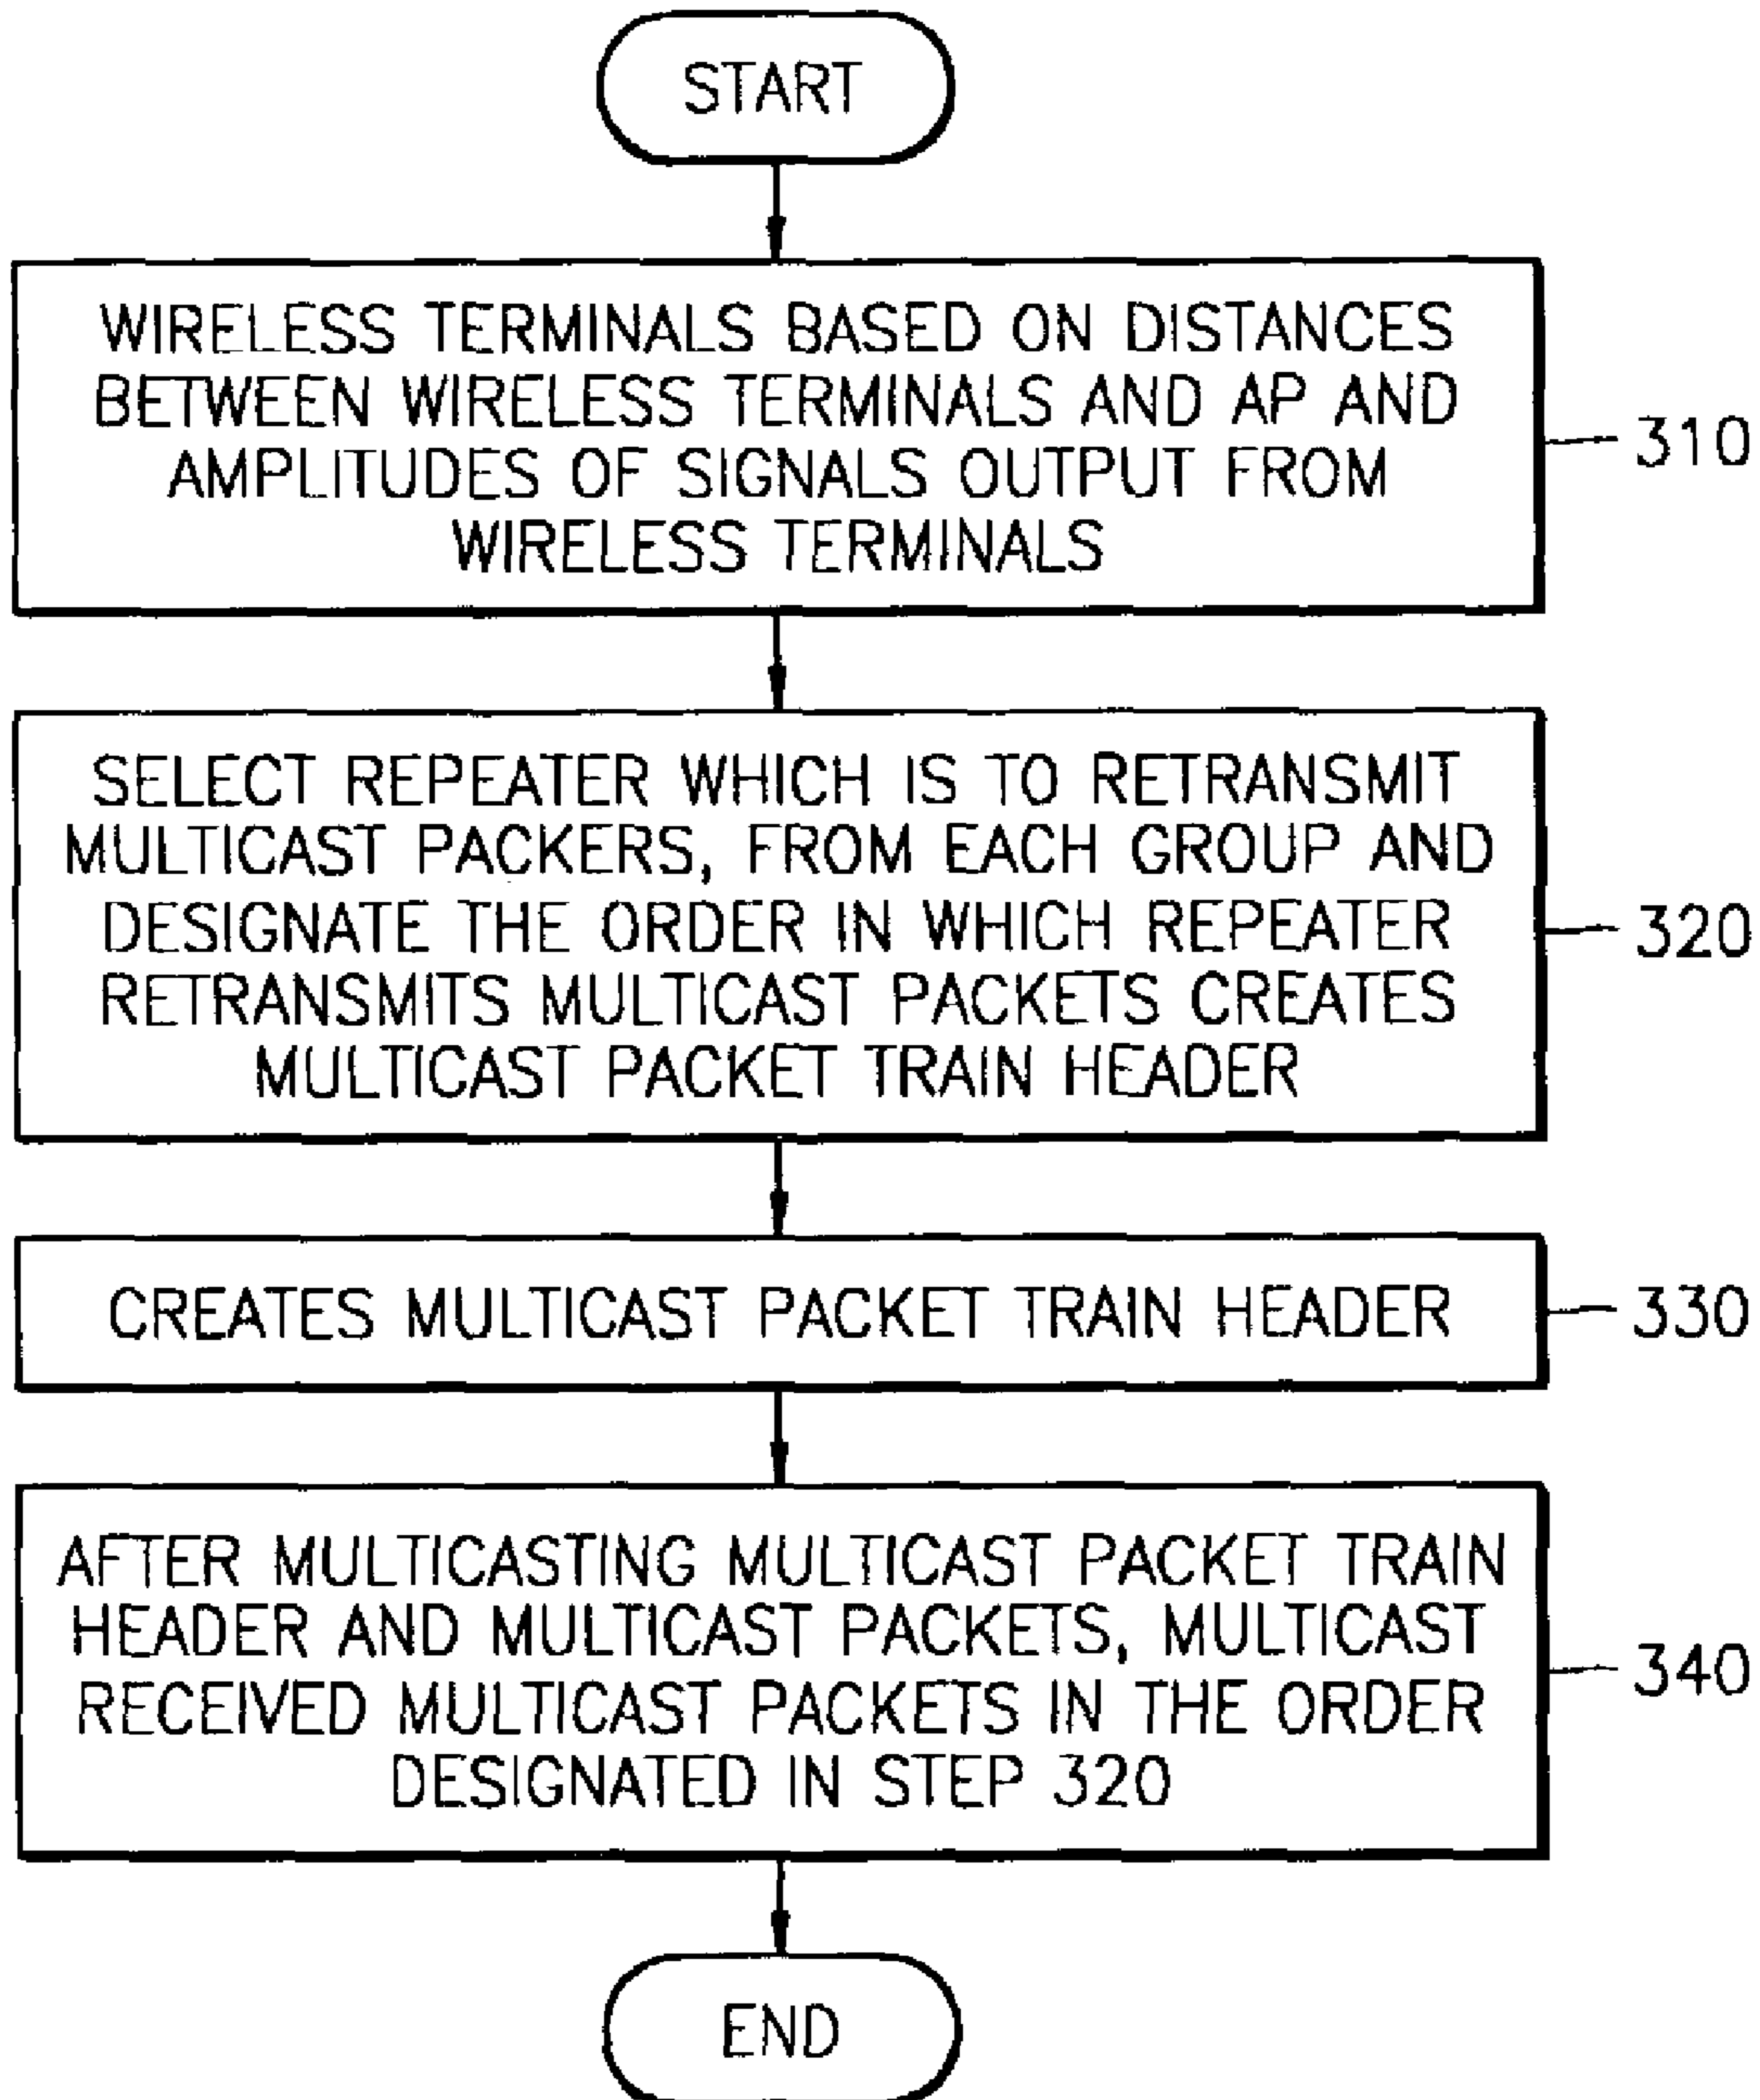 START
WIRELESS TERMINALS BASED ON DISTANCES
BETWEEN WIRELESS TERMINALS AND AP AND
AMPLITUDES OF SIGNALS OUTPUT FROM
WIRELESS TERMINALS
310
SELECT REPEATER WHICH IS TO RETRANSMIT
MULTICAST PACKERS, FROM EACH GROUP AND
DESIGNATE THE ORDER IN WHICH REPEATER
RETRANSMITS MULTICAST PACKETS CREATES
MULTICAST PACKET TRAIN HEADER
320
CREATES MULTICAST PACKET TRAIN HEADER
330
AFTER MULTICASTING MULTICAST PACKET TRAIN
HEADER AND MULTICAST PACKETS, MULTICAST
RECEIVED MULTICAST PACKETS IN THE ORDER
DESIGNATED IN STEP 320
340
END